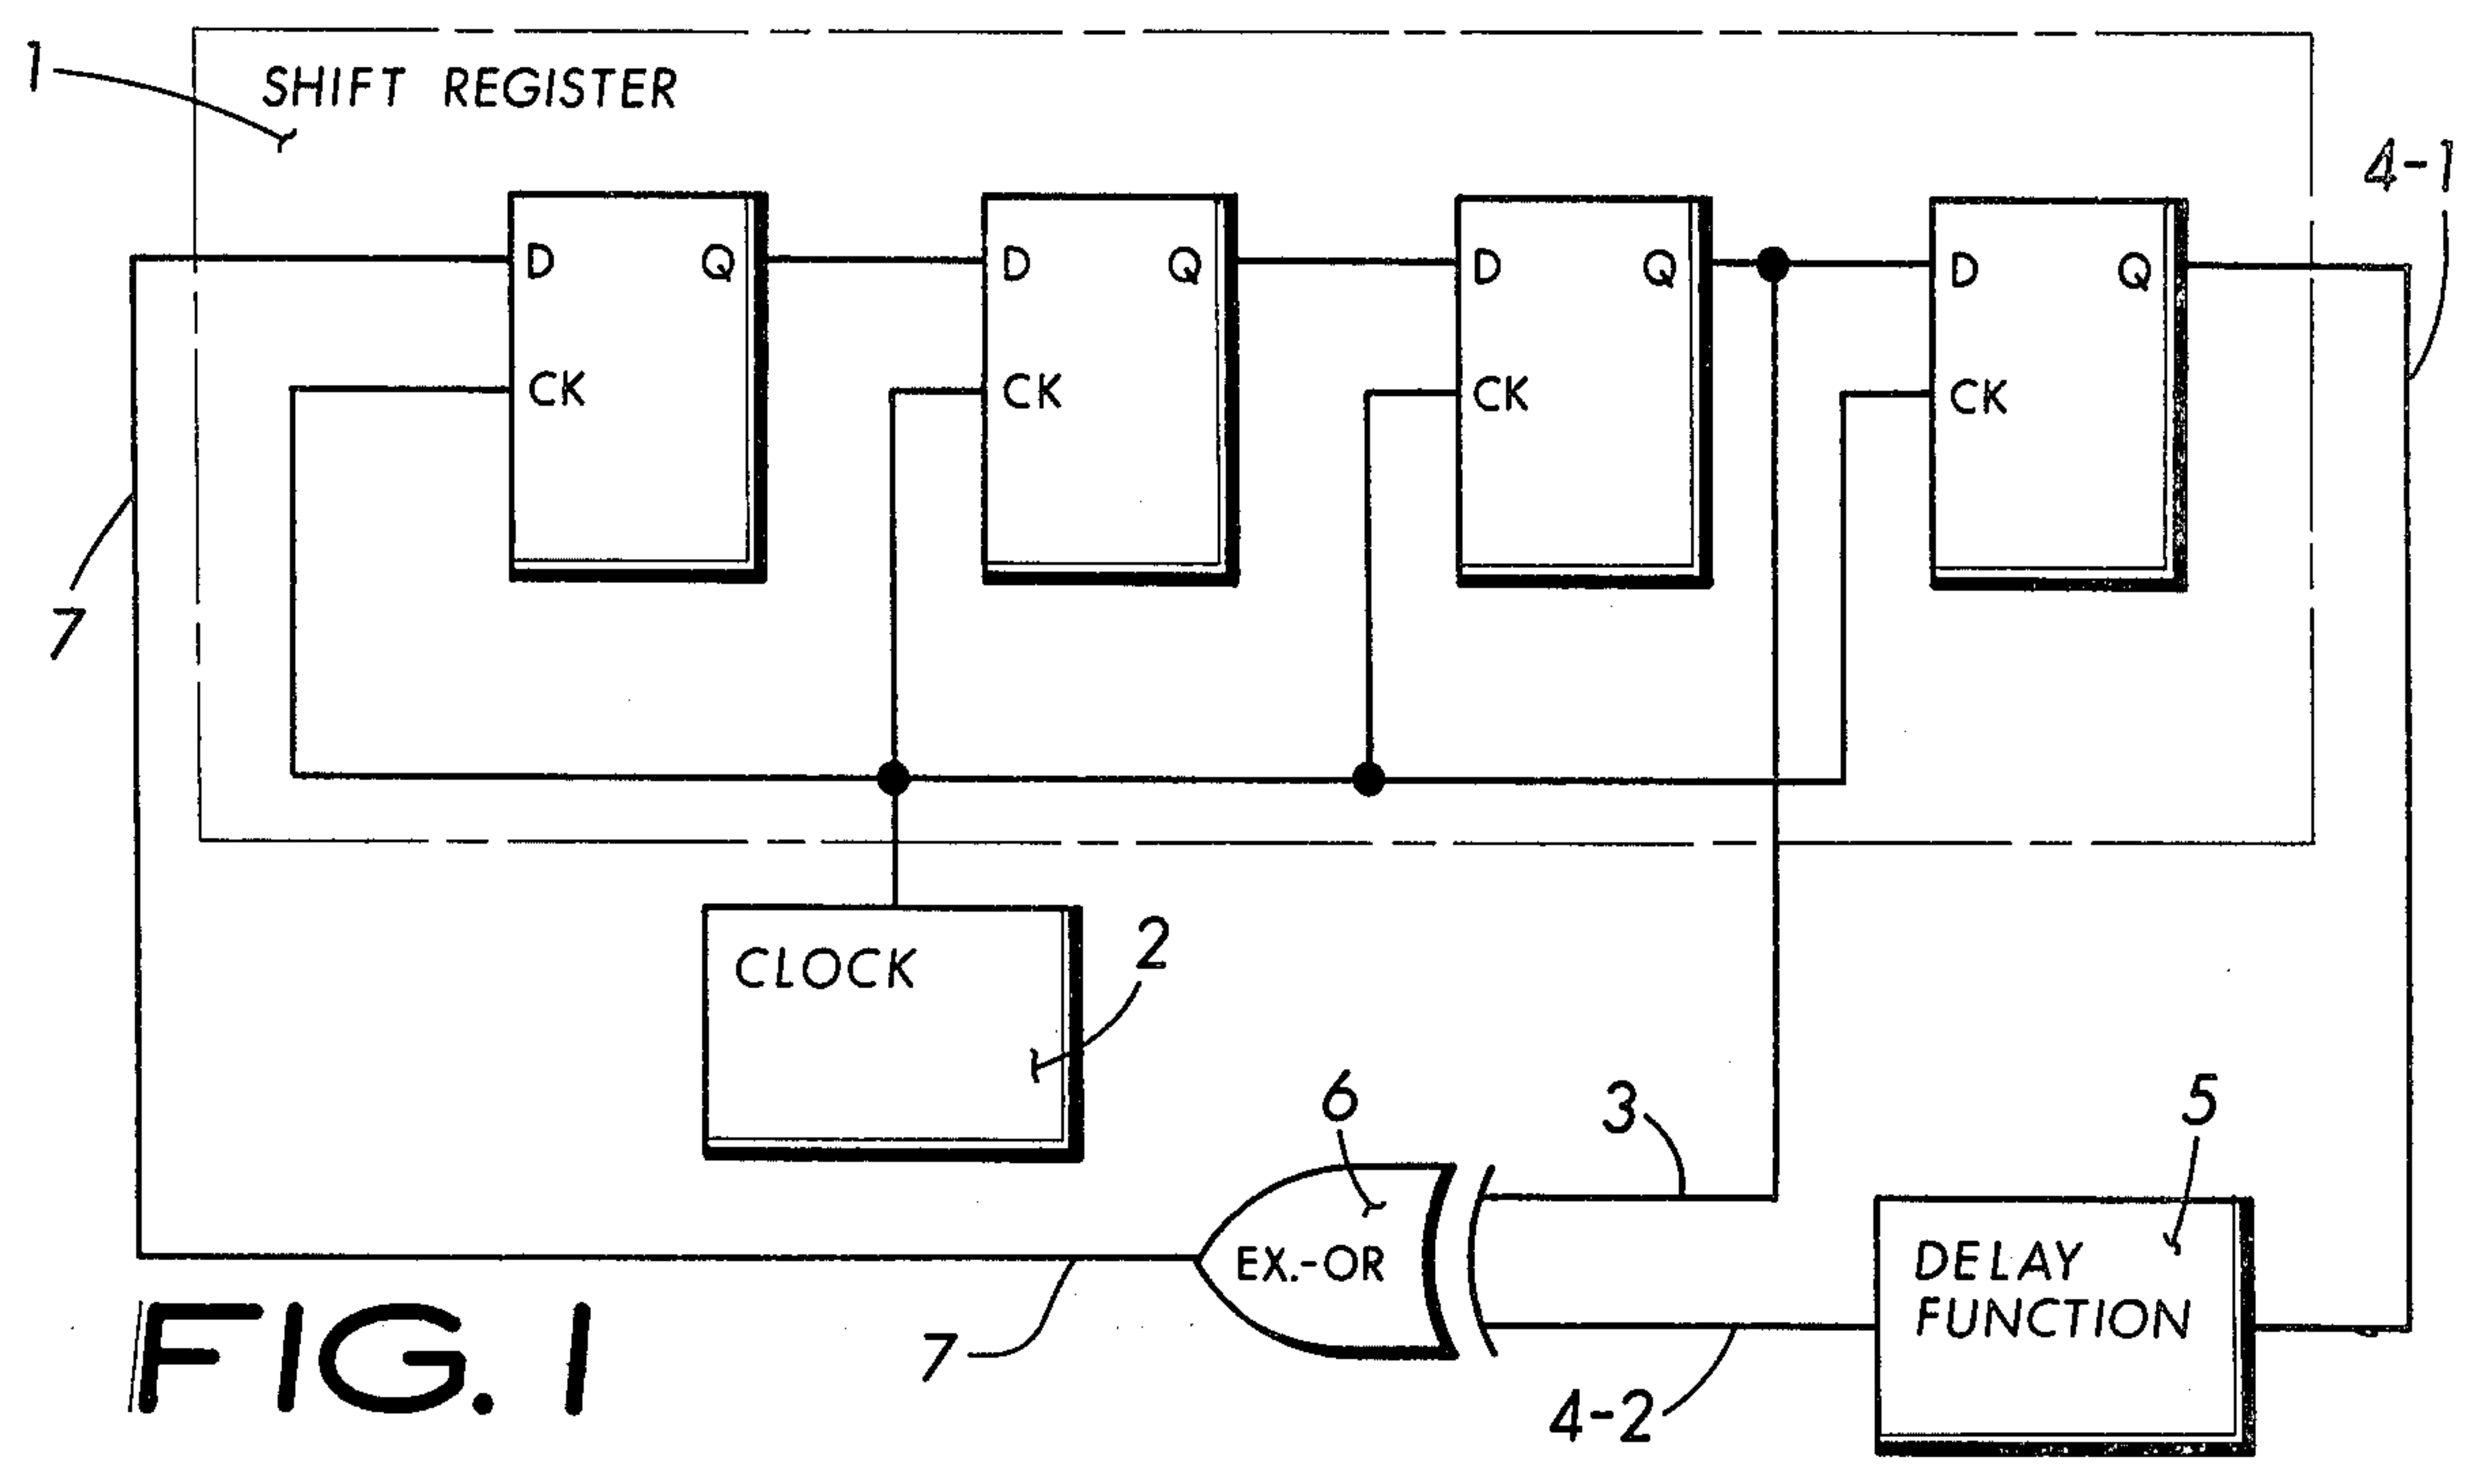 1
SHIFT REGISTER
4-1
D Q
D Q
D Q
D Q
CK
CK
CK
CK
7
CLOCK
2
6
3
5
EX.-OR
DELAY
FUNCTION
7
4-2
FIG. 1